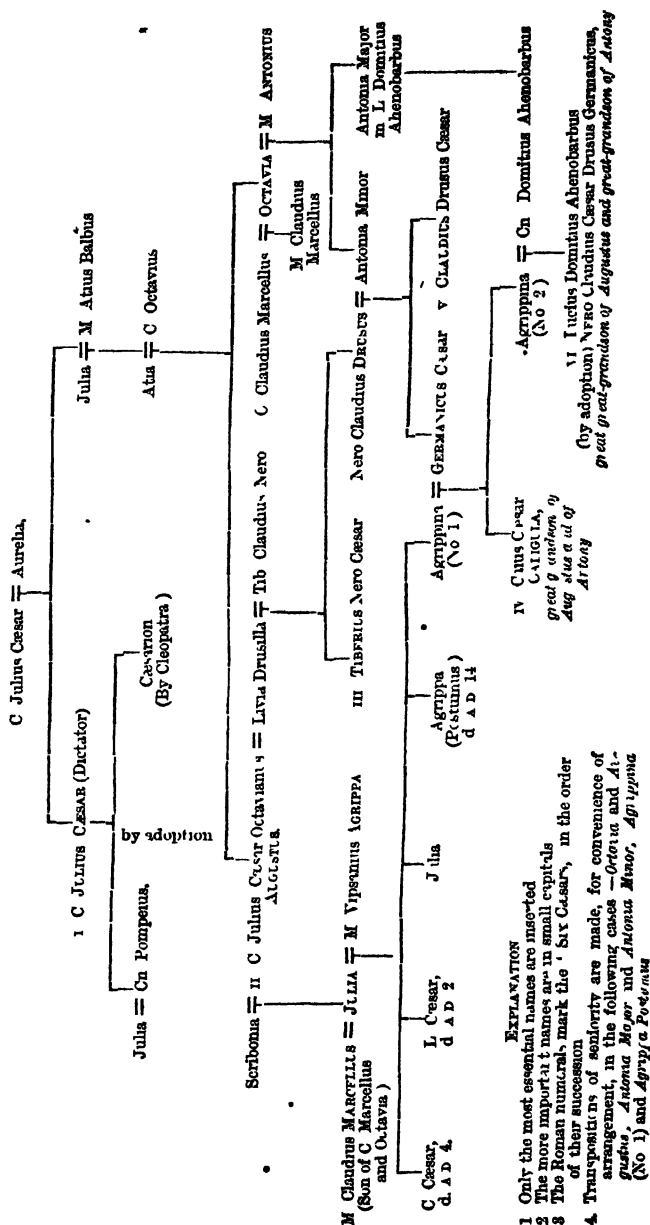 C Julius Cæsar = Aurelia,
I C JULIUS CÆSAR (Dictator)
Julia = M Atius Balbus
Julia = Cn Pompeius,
by adoption
Cæsarion
(By Cleopatra)
Atia = C Octavius
Scribonia = II C Julius Cæsar Octavianus = Livia Drusilla = Tib Claudius Nero
AUGUSTUS.
C Claudius Marcellus = OCTAVIA = M ANTONIUS
M Claudius
Marcellus
M Claudius MARCELLUS = JULIA = M Vipsanius AGRIPPA
(Son of C Marcellus
and Octavia)
III TIBERIUS Nero Cæsar
Nero Claudius DRUSUS = Antonia Minor
Antonia Major
m L Domitius
Ahenobarbus
C Cæsar,
d. AD 4.
L Cæsar,
d AD 2
Julia
Agrippa
(Postumus)
d AD 14
Agrippina
(No 1)
= GERMANICUS Cæsar
V CLAUDIUS Drusus Cæsar
IV Caius Cæsar
CALIGULA,
great grandson of
Augustus and of
Antony
Agrippina
(No 2)
= Cn Domitius Ahenobarbus
VI Lucius Domitius Ahenobarbus
(by adoption) NERO Claudius Cæsar Drusus Germanicus,
great great-grandson of Augustus and great-grandson of Antony
EXPLANATION
1 Only the most essential names are inserted
2 The more important names are in small capitals
3 The Roman numerals mark the "Six Cæsars, in the order
of their succession
4. Transpositions of seniority are made, for convenience of
arrangement, in the following cases —Octavia and Au-
gustus, Antonia Major and Antonia Minor, Agrippina
(No 1) and Agrippa Postumus